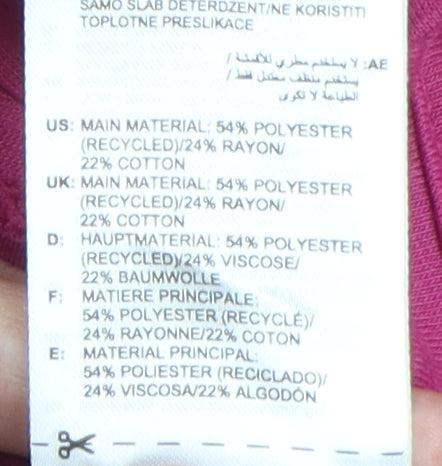 SAMO SLAB DETERDZENT/NE KORISTITI
TOPLOTNE PRESLIKACE
AE: لا يستخدم مطري للأقمشة /
يستخدم منظف معتدل فقط /
الطباعة لا تكوى
US: MAIN MATERIAL: 54% POLYESTER
(RECYCLED)/24% RAYON/
22% COTTON
UK: MAIN MATERIAL: 54% POLYESTER
(RECYCLED)/24% RAYON/
22% COTTON
D: HAUPTMATERIAL: 54% POLYESTER
(RECYCLED)/24% VISCOSE/
22% BAUMWOLLE
F: MATIERE PRINCIPALE:
54% POLYESTER (RECYCLÉ)/
24% RAYONNE/22% COTON
E: MATERIAL PRINCIPAL:
54% POLIESTER (RECICLADO)/
24% VISCOSA/22% ALGODÓN